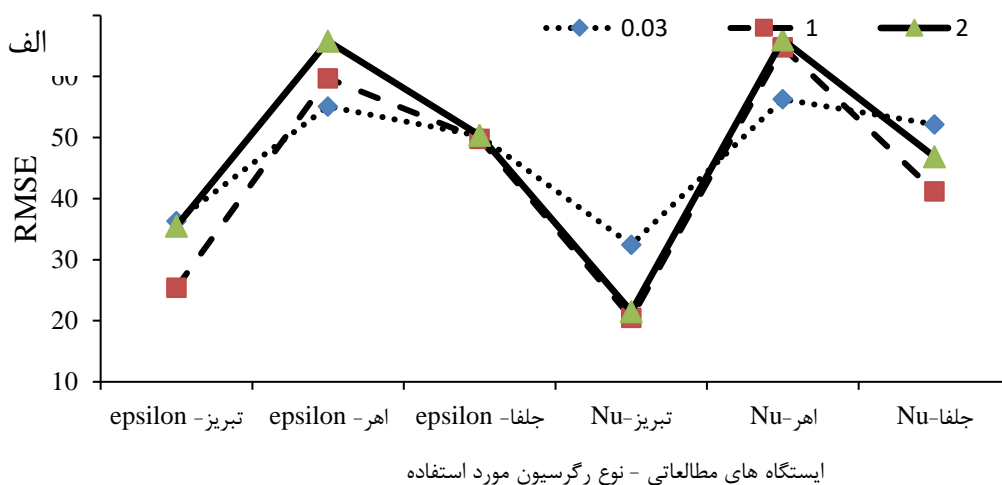 الف
0.03 1 2
60
50
40
30
20
10
RMSE
epsilon -تبریز epsilon -اهر epsilon -جلفا Nu-تبریز Nu-اهر Nu-جلفا
ایستگاه های مطالعاتی - نوع رگرسیون مورد استفاده